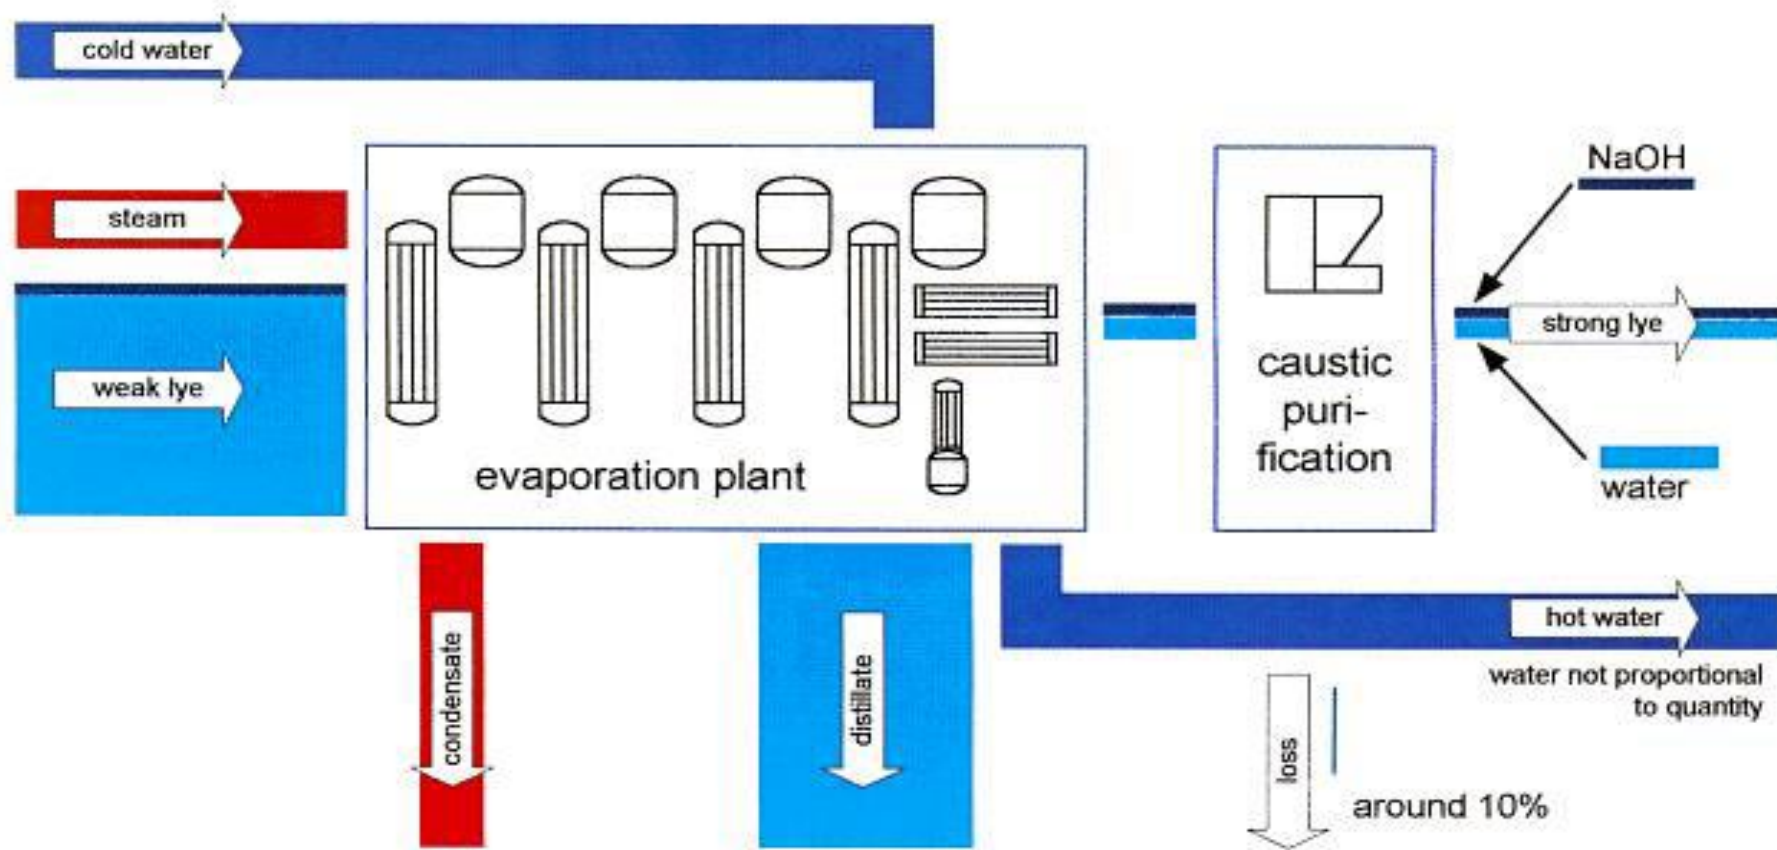 cold water
steam
weak lye
evaporation plant
caustic
puri-
fication
NaOH
strong lye
water
condensate
distillate
hot water
water not proportional
to quantity
loss
around 10%